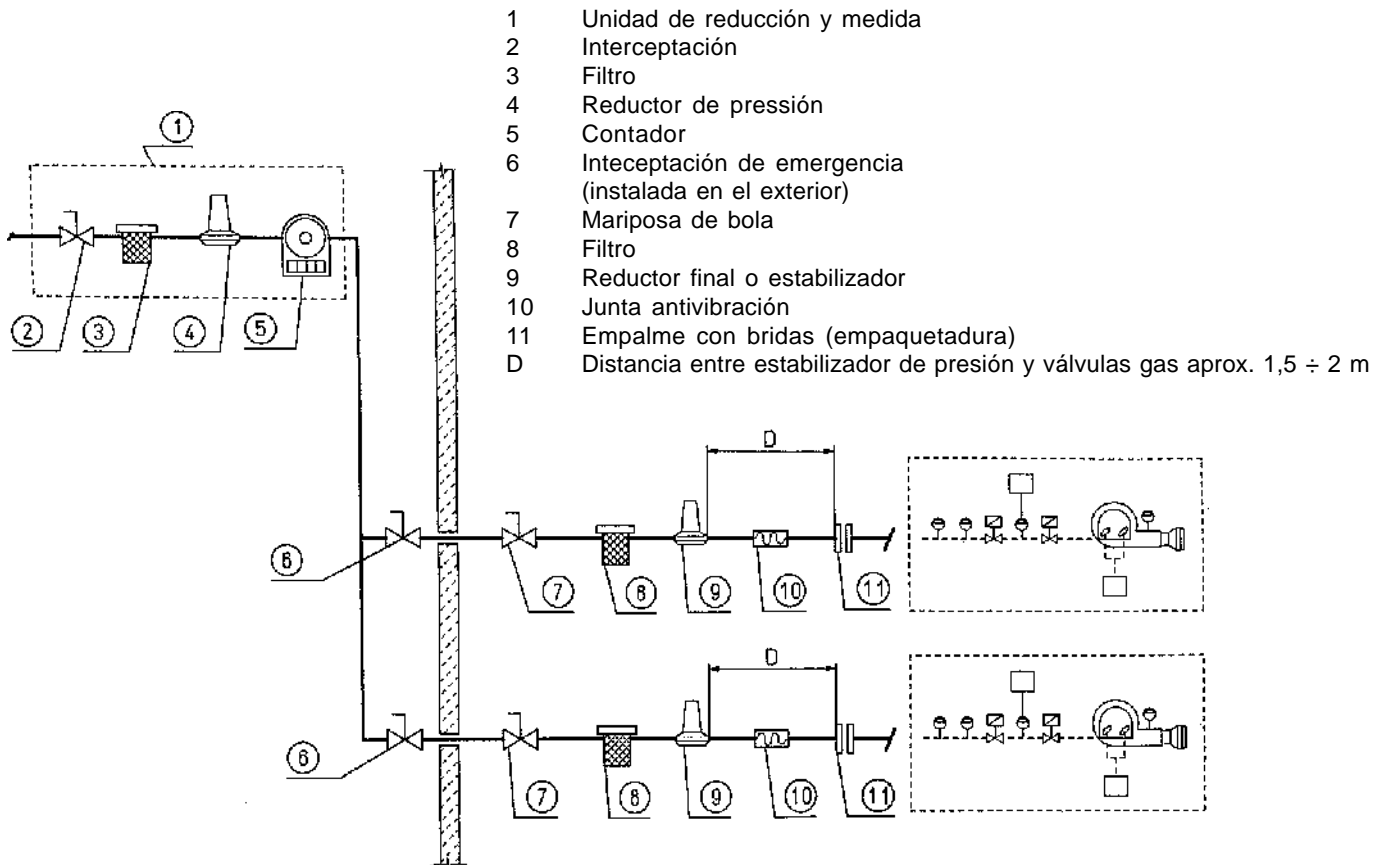 1 Unidad de reducción y medida
2 Interceptación
3 Filtro
4 Reductor de pressión
5 Contador
6 Inteceptación de emergencia
(instalada en el exterior)
7 Mariposa de bola
8 Filtro
9 Reductor final o estabilizador
10 Junta antivibración
11 Empalme con bridas (empaquetadura)
D Distancia entre estabilizador de presión y válvulas gas aprox. 1,5 ÷ 2 m
1
2 3 4 5
D
6 7 8 9 10 11
D
6 7 8 9 10 11